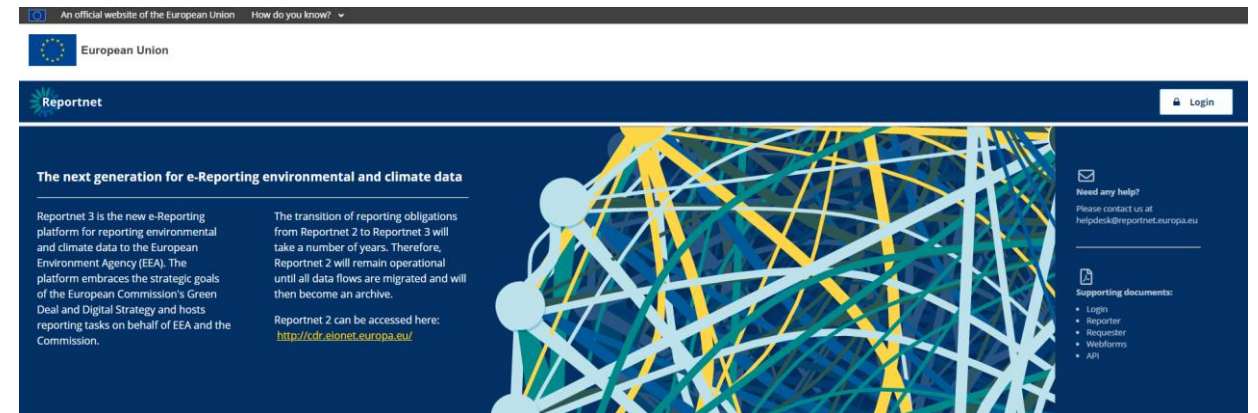 An official website of the European Union How do you know?
European Union
Reportnet
Login
The next generation for e-Reporting environmental and climate data
Reportnet 3 is the new e-Reporting
platform for reporting environmental
and climate data to the European
Environment Agency (EEA). The
platform embraces the strategic goals
of the European Commission's Green
Deal and Digital Strategy and hosts
reporting tasks on behalf of EEA and the
Commission.
The transition of reporting obligations
from Reportnet 2 to Reportnet 3 will
take a number of years. Therefore,
Reportnet 2 will remain operational
until all data flows are migrated and will
then become an archive.
Reportnet 2 can be accessed here:
http://cdr.eionet.europa.eu/
Need any help?
Please contact us at
helpdesk@reportnet.europa.eu
Supporting documents:
• Login
• Reporter
• Requester
• Webforms
• API